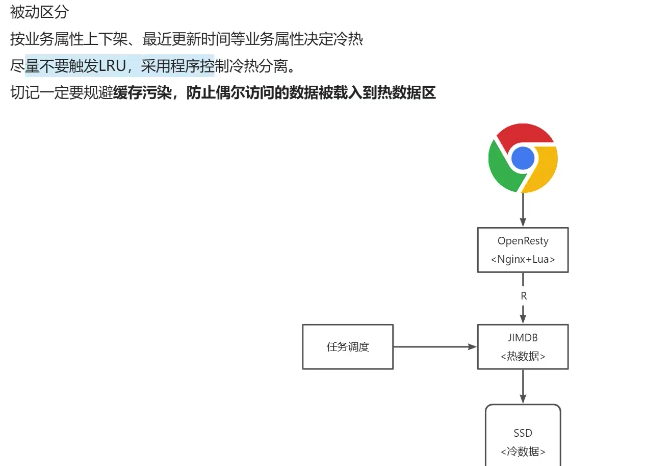 被动区分
按业务属性上下架、最近更新时间等业务属性决定冷热
尽量不要触发LRU，采用程序控制冷热分离。
切记一定要规避缓存污染，防止偶尔访问的数据被载入到热数据区
OpenResty
<Nginx+Lua>
R
任务调度
JIMDB
<热数据>
SSD
<冷数据>